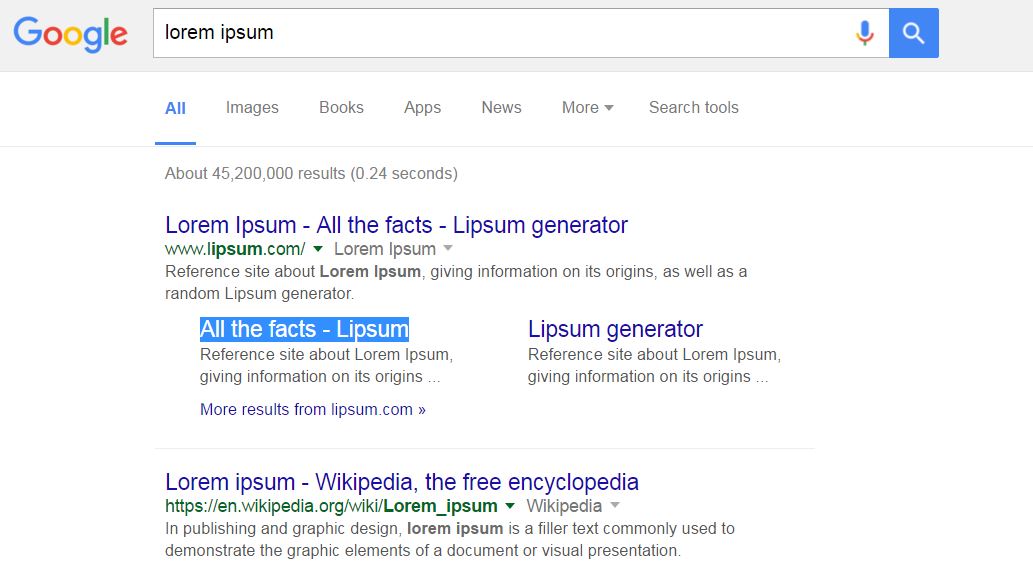 Google
lorem ipsum
All Images Books Apps News More Search tools
About 45,200,000 results (0.24 seconds)
Lorem Ipsum - All the facts - Lipsum generator
www.lipsum.com/ Lorem Ipsum
Reference site about Lorem Ipsum, giving information on its origins, as well as a
random Lipsum generator.
All the facts - Lipsum
Reference site about Lorem Ipsum,
giving information on its origins ...
Lipsum generator
Reference site about Lorem Ipsum,
giving information on its origins ...
More results from lipsum.com »
Lorem ipsum - Wikipedia, the free encyclopedia
https://en.wikipedia.org/wiki/Lorem_ipsum Wikipedia
In publishing and graphic design, lorem ipsum is a filler text commonly used to
demonstrate the graphic elements of a document or visual presentation.